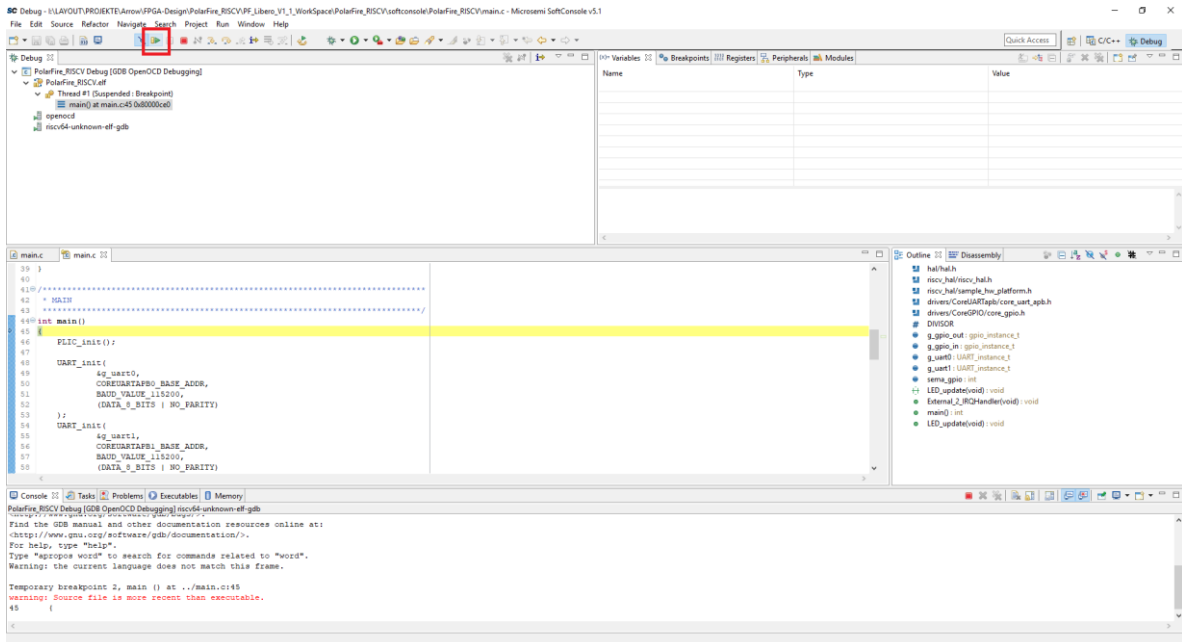 SC Debug - I:\LAYOUT\PROJEKTE\Arrow\FPGA-Design\PolarFire_RISCV\PF_Libero_V1_1_WorkSpace\PolarFire_RISCV\softconsole\PolarFire_RISCV\main.c - Microsemi SoftConsole v5.1
File Edit Source Refactor Navigate Search Project Run Window Help
Quick Access C/C++ Debug
Debug
PolarFire_RISCV Debug [GDB OpenOCD Debugging]
PolarFire_RISCV.elf
Thread #1 (Suspended : Breakpoint)
main() at main.c:45 0x80000ce0
openocd
riscv64-unknown-elf-gdb
Variables Breakpoints Registers Peripherals Modules
Name Type Value
main.c main.c
39 }
40
41 /******************************************************************************
42 * MAIN
43 *****************************************************************************/
44 int main()
45 {
46 PLIC_init();
47
48 UART_init(
49 &g_uart0,
50 COREUARTAPB0_BASE_ADDR,
51 BAUD_VALUE_115200,
52 (DATA_8_BITS | NO_PARITY)
53 );
54 UART_init(
55 &g_uart1,
56 COREUARTAPB1_BASE_ADDR,
57 BAUD_VALUE_115200,
58 (DATA_8_BITS | NO_PARITY)
Outline Disassembly
hal/hal.h
riscv_hal/riscv_hal.h
riscv_hal/sample_hw_platform.h
drivers/CoreUARTapb/core_uart_apb.h
drivers/CoreGPIO/core_gpio.h
DIVISOR
g_gpio_out : gpio_instance_t
g_gpio_in : gpio_instance_t
g_uart0 : UART_instance_t
g_uart1 : UART_instance_t
sema_gpio : int
LED_update(void) : void
External_2_IRQHandler(void) : void
main() : int
LED_update(void) : void
Console Tasks Problems Executables Memory
PolarFire_RISCV Debug [GDB OpenOCD Debugging] riscv64-unknown-elf-gdb
Find the GDB manual and other documentation resources online at:
<http://www.gnu.org/software/gdb/documentation/>.
For help, type "help".
Type "apropos word" to search for commands related to "word".
Warning: the current language does not match this frame.
Temporary breakpoint 2, main () at ../main.c:45
warning: Source file is more recent than executable.
45 {